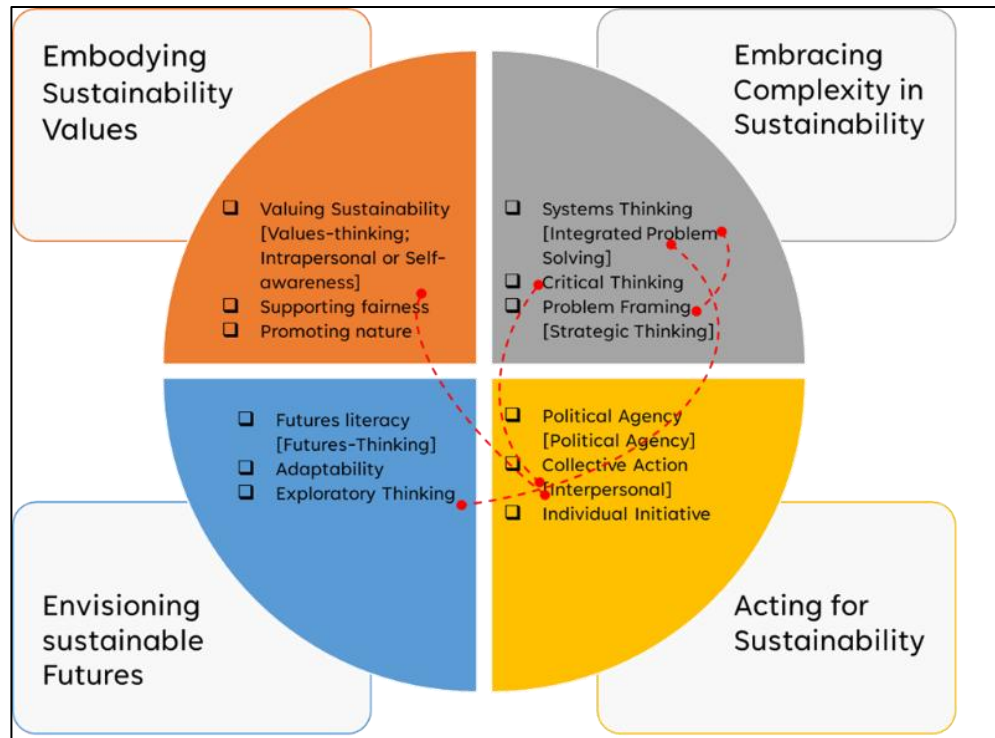 Embodying
Sustainability
Values
Embracing
Complexity in
Sustainability
Valuing Sustainability
[Values-thinking;
Intrapersonal or Self-
awareness]
Supporting fairness
Promoting nature
Systems Thinking
[Integrated Problem
Solving]
Critical Thinking
Problem Framing
[Strategic Thinking]
Futures literacy
[Futures-Thinking]
Adaptability
Exploratory Thinking
Political Agency
[Political Agency]
Collective Action
[Interpersonal]
Individual Initiative
Envisioning
sustainable
Futures
Acting for
Sustainability